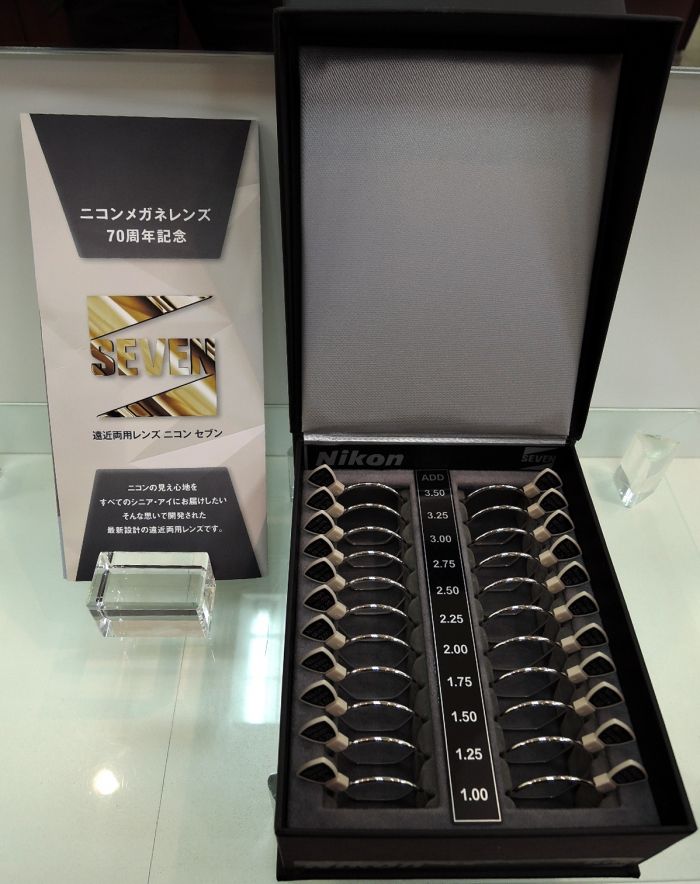 ニコンメガネレンズ
70周年記念
SEVEN
遠近両用レンズ ニコン セブン
ニコンの見え心地を
すべてのシニア・アイにお届けしたい
そんな思いで開発された
最新設計の遠近両用レンズです。
Nikon
SEVEN
ADD
3.50
3.25
3.00
2.75
2.50
2.25
2.00
1.75
1.50
1.25
1.00